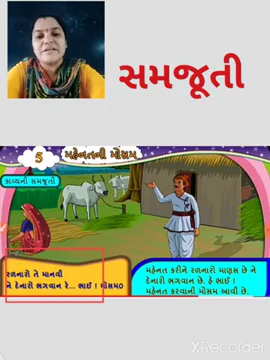 સમજૂતી
5 મહેનતની મોસમ
કાવ્યની સમજૂતી
રળનારો તે માનવી
ને દેનારો ભગવાન રે... ભાઈ ! મોસમ૦
મહેનત કરીને રળનારો માણસ છે ને
દેનારો ભગવાન છે. હે ભાઈ !
મહેનત કરવાની મોસમ આવી છે.
XRecorder